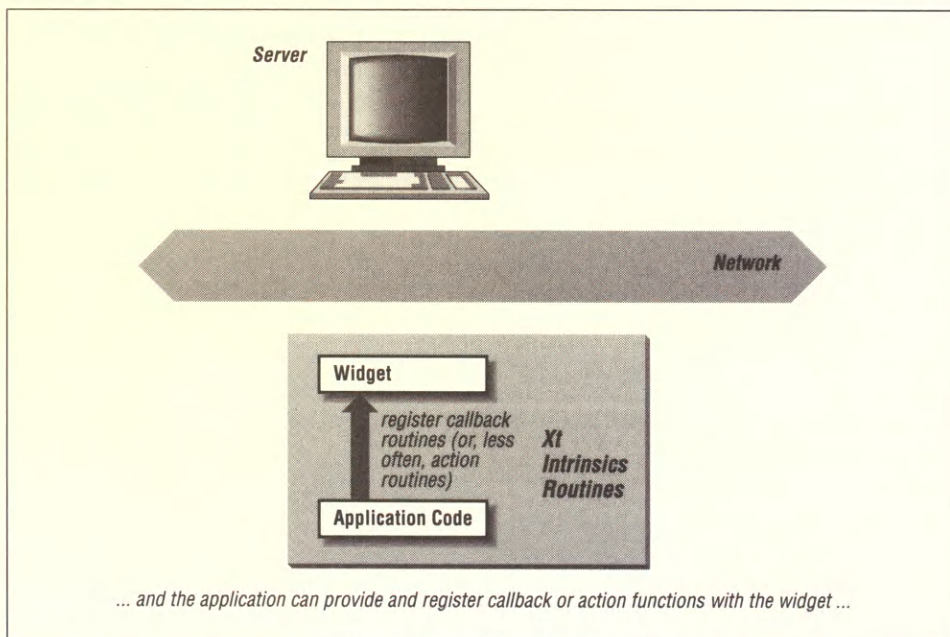 Server
Network
Widget
register callback
routines (or, less
often, action
routines)
Xt
Intrinsics
Routines
Application Code
... and the application can provide and register callback or action functions with the widget ...